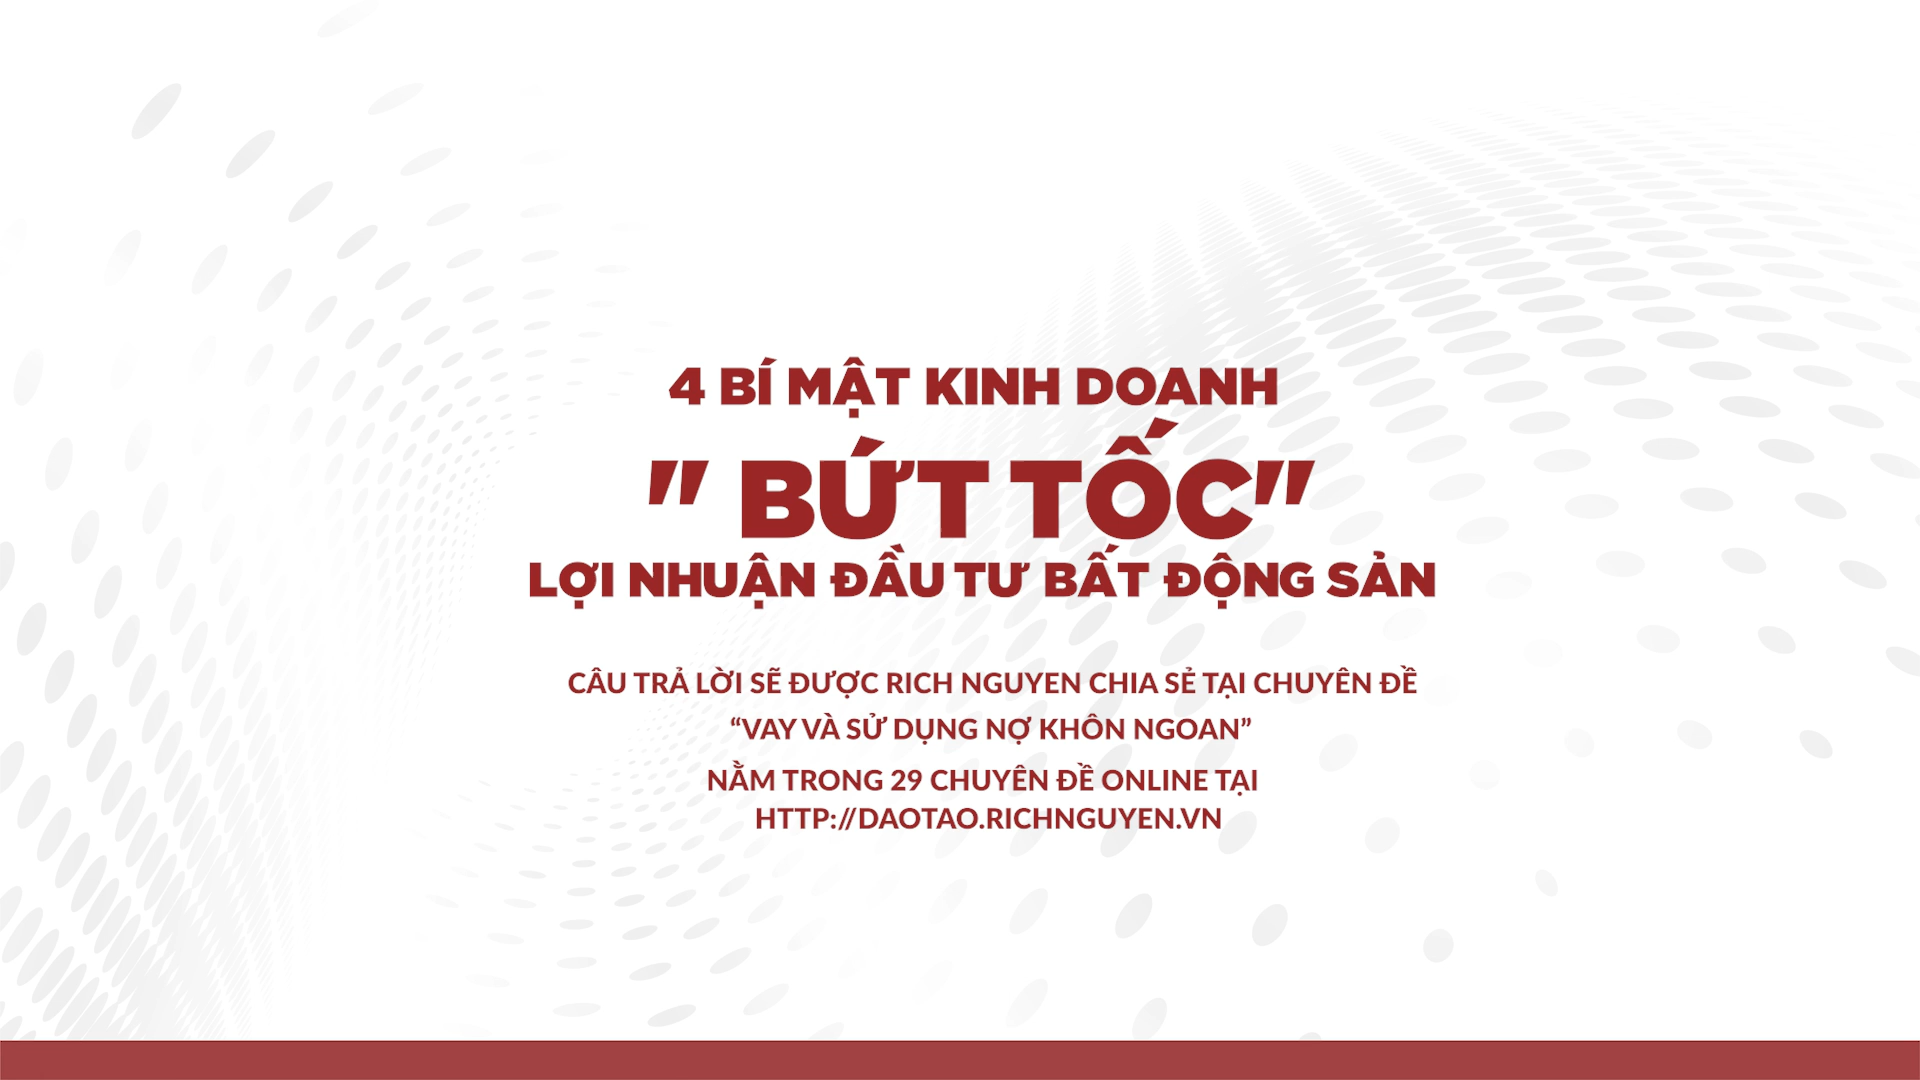 4 BÍ MẬT KINH DOANH
" BỨT TỐC"
LỢI NHUẬN ĐẦU TƯ BẤT ĐỘNG SẢN
CÂU TRẢ LỜI SẼ ĐƯỢC RICH NGUYEN CHIA SẺ TẠI CHUYÊN ĐỀ
“VAY VÀ SỬ DỤNG NỢ KHÔN NGOAN”
NẰM TRONG 29 CHUYÊN ĐỀ ONLINE TẠI
HTTP://DAOTAO.RICHNGUYEN.VN